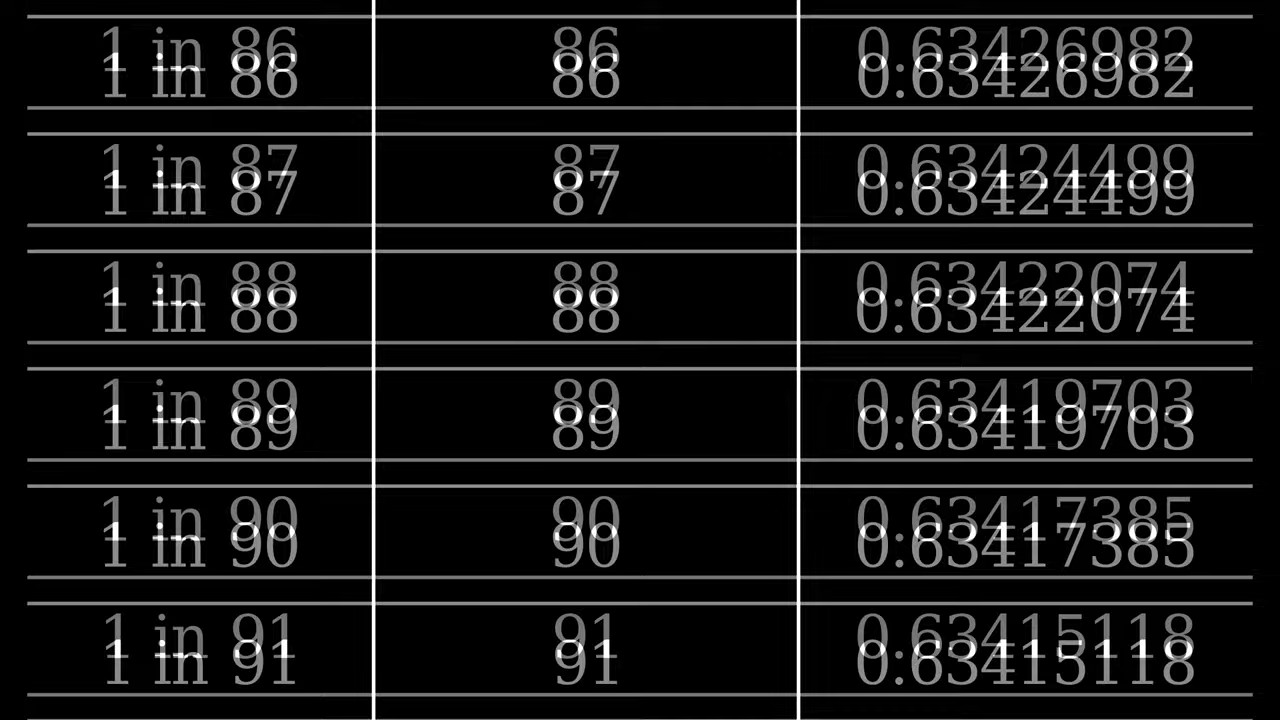 1 in 86 86 0.63426982
1 in 87 87 0.63424499
1 in 88 88 0.63422074
1 in 89 89 0.63419703
1 in 90 90 0.63417385
1 in 91 91 0.63415118